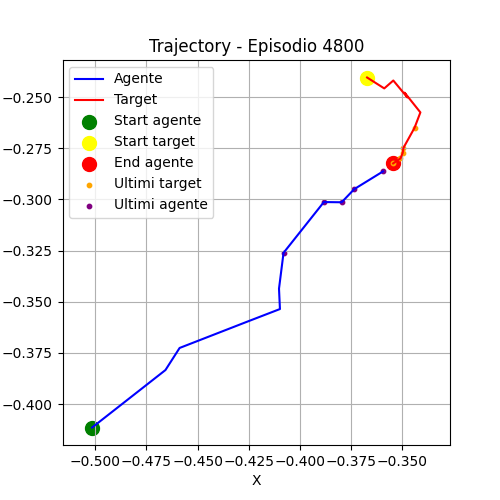 Trajectory - Episodio 4800
Agente
Target
Start agente
Start target
End agente
Ultimi target
Ultimi agente
−0.250
−0.275
−0.300
−0.325
−0.350
−0.375
−0.400
−0.500 −0.475 −0.450 −0.425 −0.400 −0.375 −0.350
X